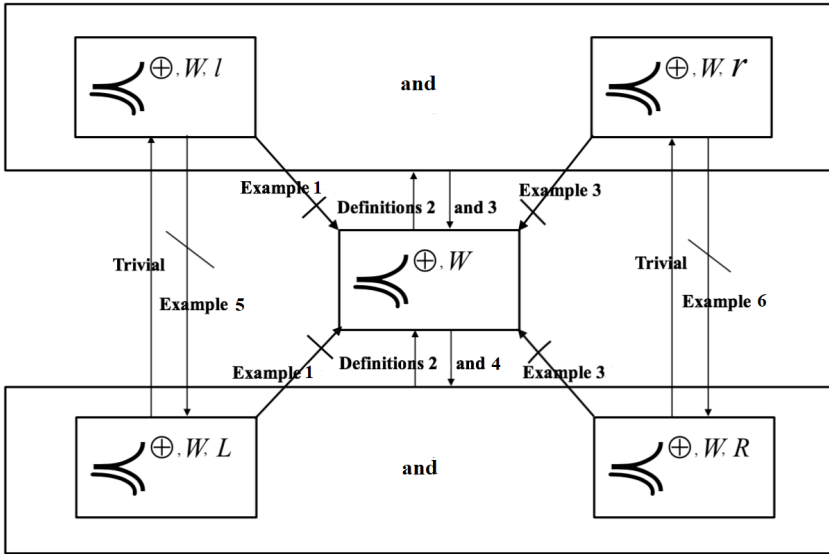 ⊕, W, l
and
⊕, W, r
Example 1
Definitions 2
and 3
Example 3
Trivial
Example 5
⊕, W
Trivial
Example 6
Example 1
Definitions 2
and 4
Example 3
⊕, W, L
and
⊕, W, R